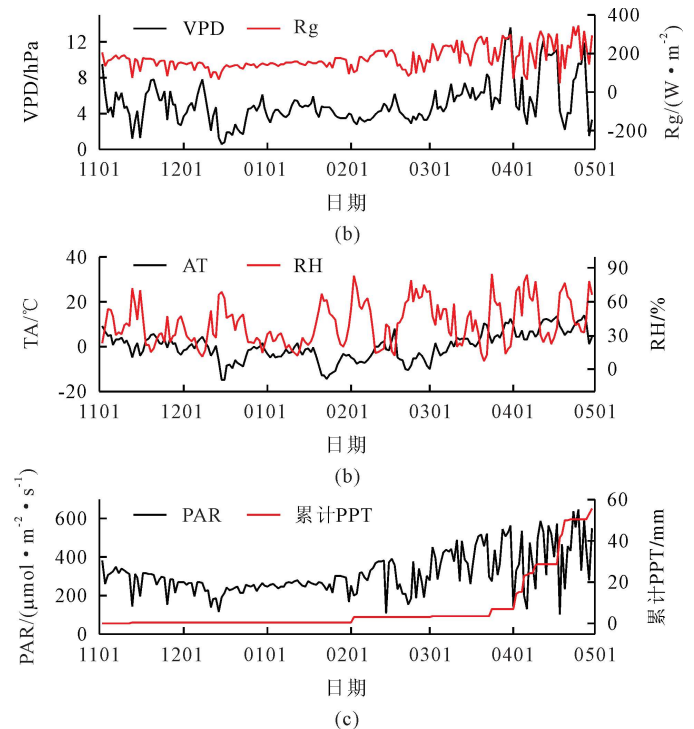 VPD Rg
VPD/hPa
12
8
4
0
400
200
0
-200
Rg/(W·m-2)
1101 1201 0101 0201 0301 0401 0501
日期
(b)
AT RH
TA/℃
40
20
0
-20
90
60
30
0
RH/%
1101 1201 0101 0201 0301 0401 0501
日期
(b)
PAR 累计PPT
PAR/(μmol·m-2·s-1)
600
400
200
0
60
40
20
0
累计PPT/mm
1101 1201 0101 0201 0301 0401 0501
日期
(c)